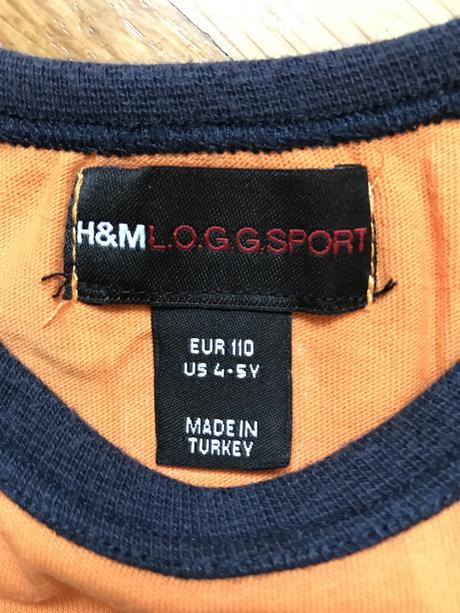 H&M L.O.G.G.SPORT
EUR 110
US 4-5Y
MADE IN
TURKEY